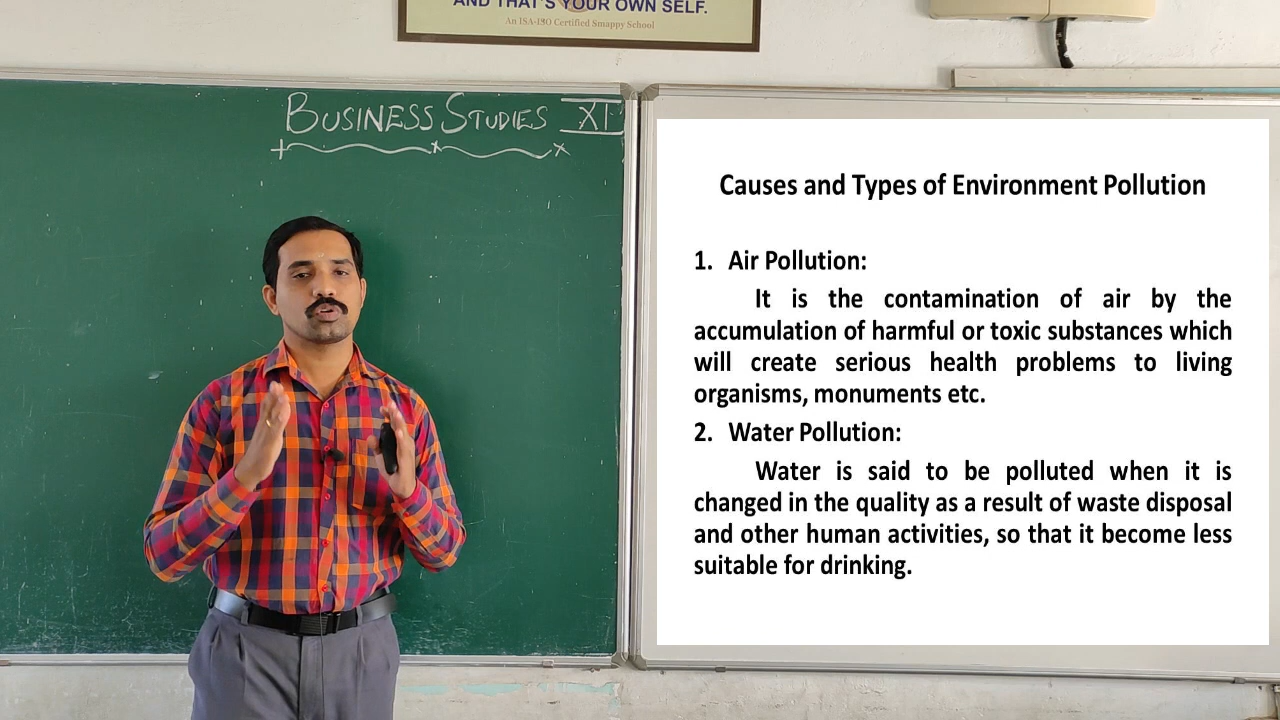 AND THAT'S YOUR OWN SELF.
An ISA-ISO Certified Smappy School
BUSINESS STUDIES XI
Causes and Types of Environment Pollution
1. Air Pollution:
It is the contamination of air by the
accumulation of harmful or toxic substances which
will create serious health problems to living
organisms, monuments etc.
2. Water Pollution:
Water is said to be polluted when it is
changed in the quality as a result of waste disposal
and other human activities, so that it become less
suitable for drinking.